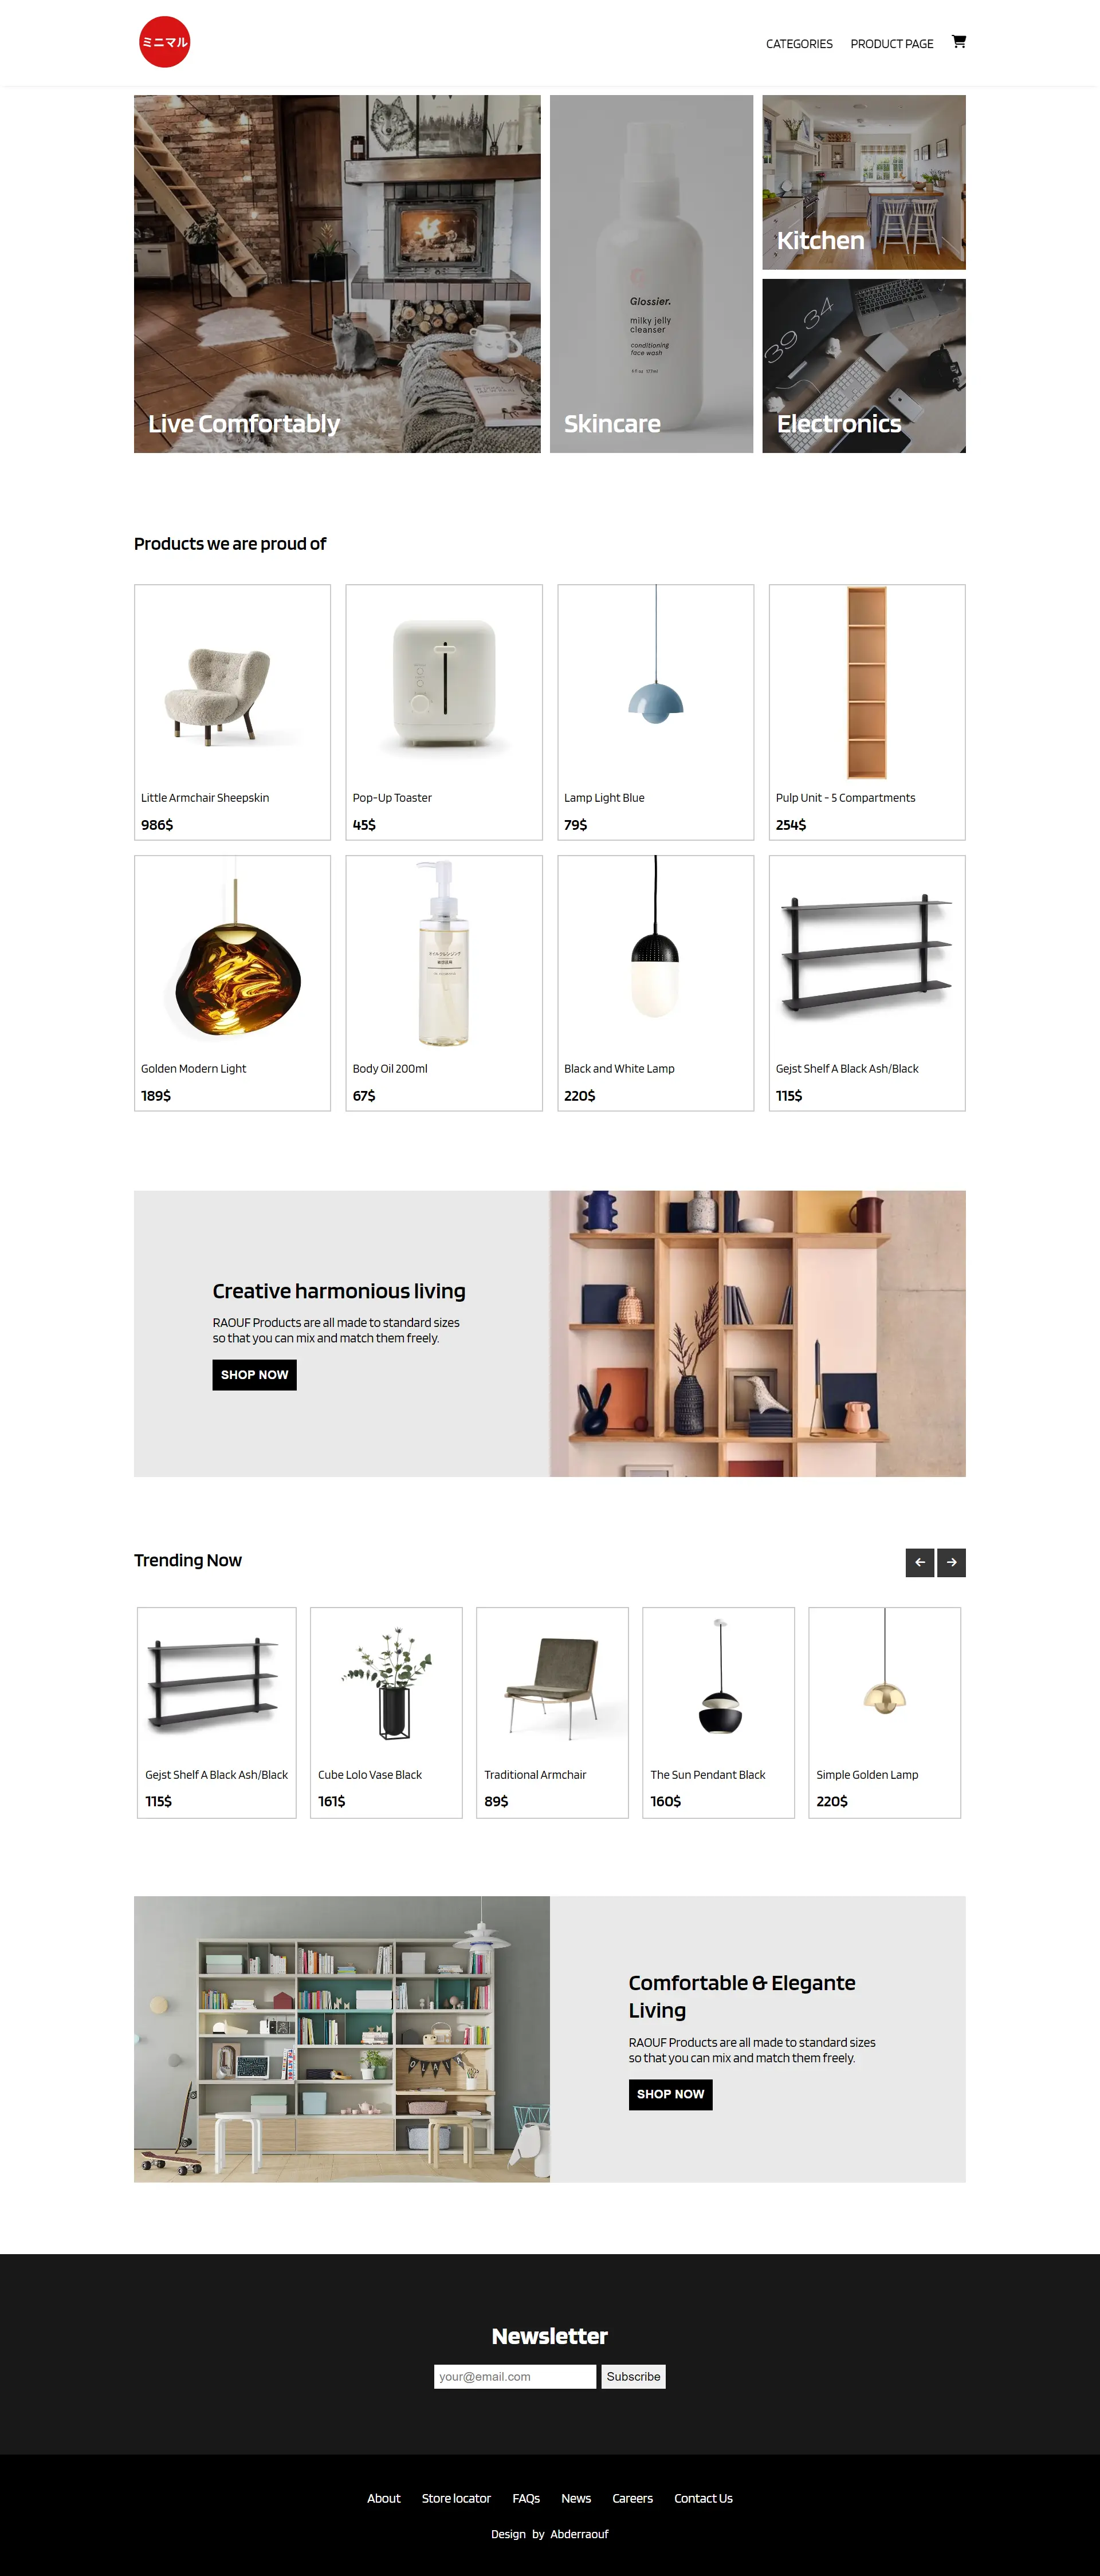 ミニマル
CATEGORIES
PRODUCT PAGE
39 34
Glossier.
milky jelly
cleanser
conditioning
face wash
Live Comfortably
Skincare
Kitchen
Electronics
Products we are proud of
Little Armchair Sheepskin
986$
Pop-Up Toaster
45$
Lamp Light Blue
79$
Pulp Unit - 5 Compartments
254$
Golden Modern Light
189$
Body Oil 200ml
67$
Black and White Lamp
220$
Gejst Shelf A Black Ash/Black
115$
Creative harmonious living
RAOUF Products are all made to standard sizes
so that you can mix and match them freely.
SHOP NOW
Trending Now
Gejst Shelf A Black Ash/Black
115$
Cube Lolo Vase Black
161$
Traditional Armchair
89$
The Sun Pendant Black
160$
Simple Golden Lamp
220$
Comfortable & Elegante
Living
RAOUF Products are all made to standard sizes
so that you can mix and match them freely.
SHOP NOW
Newsletter
your@email.com
Subscribe
About
Store locator
FAQs
News
Careers
Contact Us
Design by Abderraouf